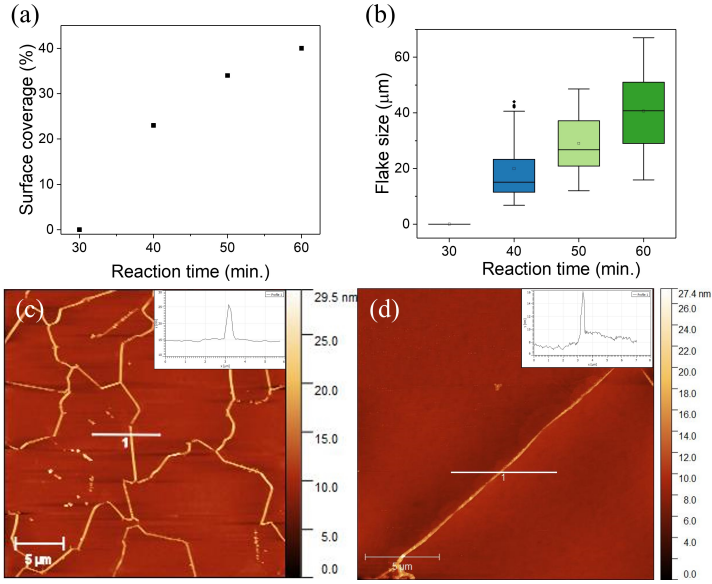 (a)
Surface coverage (%)
40
30
20
10
0
30 40 50 60
Reaction time (min.)
(b)
Flake size (μm)
60
40
20
0
30 40 50 60
Reaction time (min.)
(c)
1
5 μm
29.5 nm
25.0
20.0
15.0
10.0
5.0
0.0
(d)
1
5 μm
27.4 nm
24.0
22.0
20.0
18.0
16.0
14.0
12.0
10.0
8.0
6.0
4.0
0.0